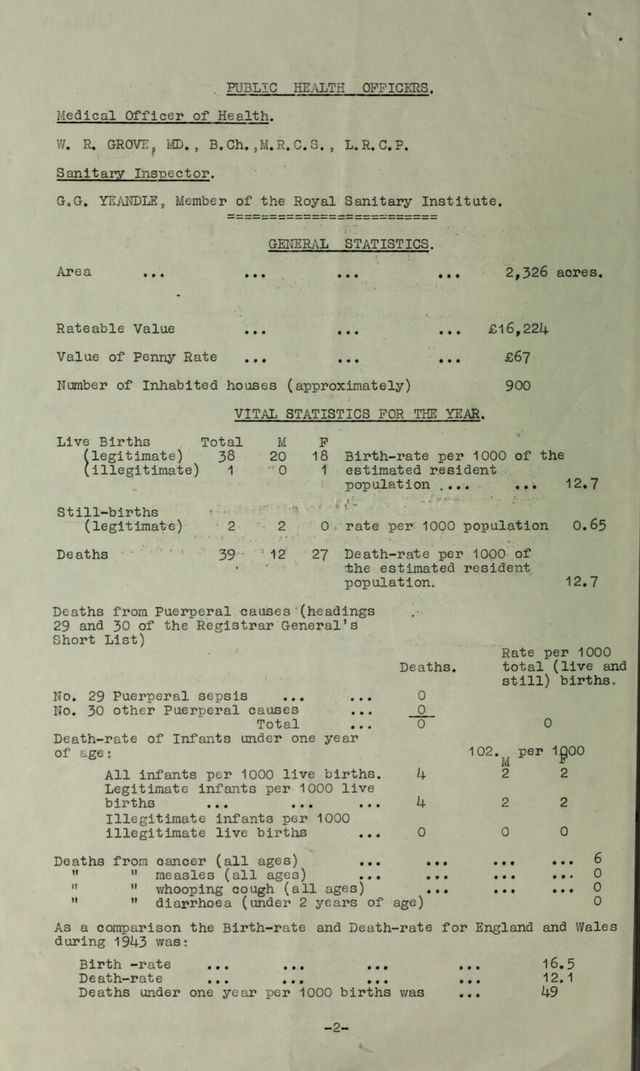 PUBLIC HEALTH OFFICERS.
Medical Officer of Health.
W. R. GROVE, MD., B.Ch.,M.R.C.S., L.R.C.P.
Sanitary Inspector.
G.G. YEANDLE, Member of the Royal Sanitary Institute.
=========================
GENERAL STATISTICS.
Area ... ... ... ... 2,326 acres.
Rateable Value ... ... ... £16,224
Value of Penny Rate ... ... ... £67
Number of Inhabited houses (approximately) 900
VITAL STATISTICS FOR THE YEAR.
Live Births Total M F
(legitimate) 38 20 18 Birth-rate per 1000 of the
(illegitimate) 1 0 1 estimated resident
population .... ... 12.7
Still-births
(legitimate) 2 2 0 rate per 1000 population 0.65
Deaths 39 12 27 Death-rate per 1000 of
the estimated resident
population. 12.7
Deaths from Puerperal causes (headings
29 and 30 of the Registrar General's
Short List)
Rate per 1000
Deaths. total (live and
still) births.
No. 29 Puerperal sepsis ... ... 0
No. 30 other Puerperal causes ... 0
Total ... 0 0
Death-rate of Infants under one year
of age: 102. per 1000
M F
All infants per 1000 live births. 4 2 2
Legitimate infants per 1000 live
births ... ... ... 4 2 2
Illegitimate infants per 1000
illegitimate live births ... 0 0 0
Deaths from cancer (all ages) ... ... ... ... 6
" " measles (all ages) ... ... ... ... 0
" " whooping cough (all ages) ... ... ... 0
" " diarrhoea (under 2 years of age) 0
As a comparison the Birth-rate and Death-rate for England and Wales
during 1943 was:
Birth -rate ... ... ... ... 16.5
Death-rate ... ... ... ... 12.1
Deaths under one year per 1000 births was ... 49
-2-